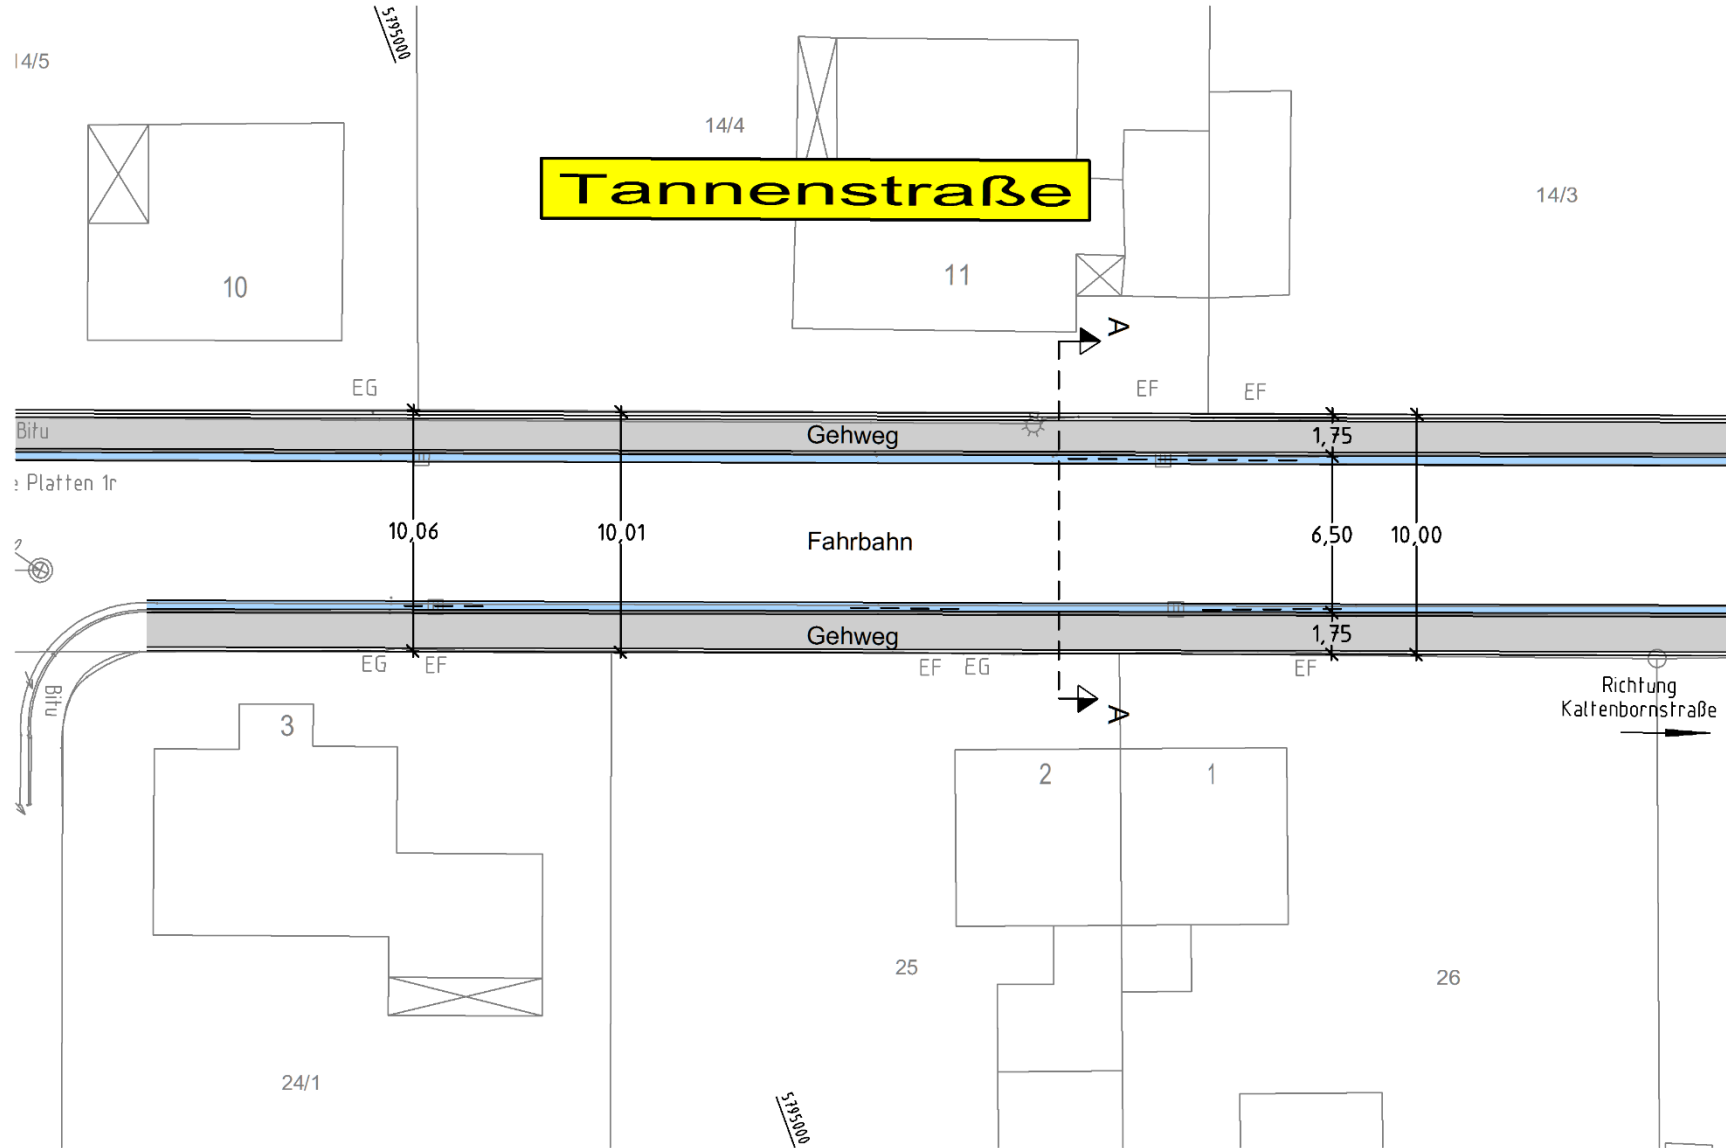 5795000
14/5
14/4
Tannenstraße
14/3
10
11
A
EG
EF
EF
Bitu
Gehweg
1,75
e Platten 1r
10,06
10,01
Fahrbahn
6,50
10,00
Gehweg
1,75
EG
EF
EF
EG
EF
Bitu
A
Richtung
Kaltenbornstraße
3
2
1
25
26
24/1
5795000